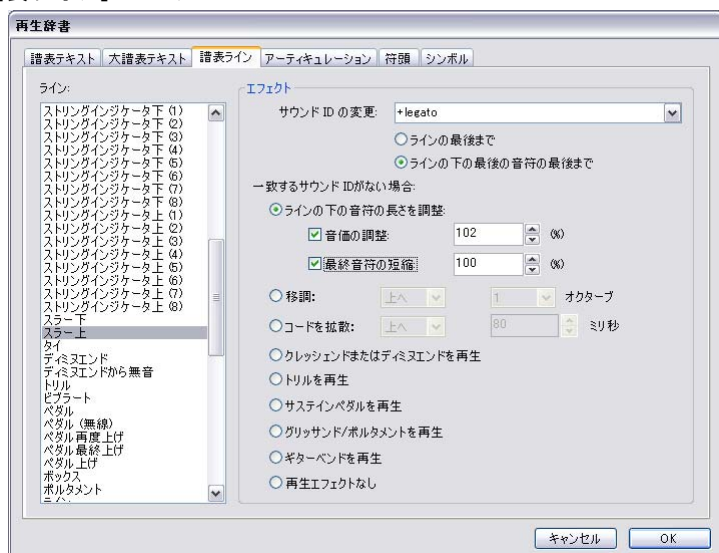 再生辞書
譜表テキスト 大譜表テキスト 譜表ライン アーティキュレーション 符頭 シンボル
ライン:
ストリングインジケータ下 (1)
ストリングインジケータ下 (2)
ストリングインジケータ下 (3)
ストリングインジケータ下 (4)
ストリングインジケータ下 (5)
ストリングインジケータ下 (6)
ストリングインジケータ下 (7)
ストリングインジケータ下 (8)
ストリングインジケータ上 (1)
ストリングインジケータ上 (2)
ストリングインジケータ上 (3)
ストリングインジケータ上 (4)
ストリングインジケータ上 (5)
ストリングインジケータ上 (6)
ストリングインジケータ上 (7)
ストリングインジケータ上 (8)
スラー下
スラー上
タイ
ディミヌエンド
ディミヌエンドから無音
トリル
ビブラート
ペダル
ペダル (無線)
ペダル再度上げ
ペダル最終上げ
ペダル上げ
ボックス
ポルタメント
エフェクト
サウンド ID の変更: +legato
ラインの最後まで
ラインの下の最後の音符の最後まで
一致するサウンド IDがない場合:
ラインの下の音符の長さを調整:
音価の調整: 102 (%)
最終音符の短縮: 100 (%)
移調: 上へ 1 オクターブ
コードを拡散: 上へ 80 ミリ秒
クレッシェンドまたはディミヌエンドを再生
トリルを再生
サステインペダルを再生
グリッサンド/ポルタメントを再生
ギターベンドを再生
再生エフェクトなし
キャンセル OK